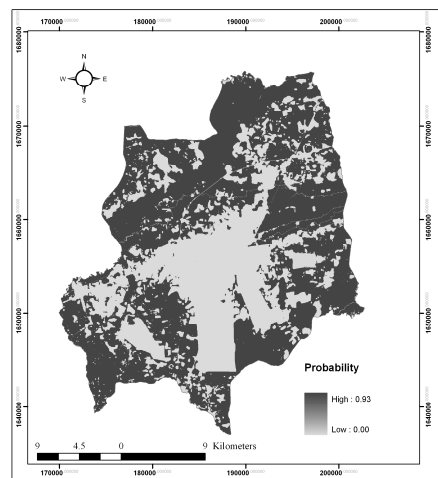 170000 180000 190000 200000
1680000 1680000
N
W E
S
1670000 1670000
1660000 1660000
1650000 1650000
Probability
High : 0.93
Low : 0.00
1640000 1640000
9 4.5 0 9 Kilometers
170000 180000 190000 200000